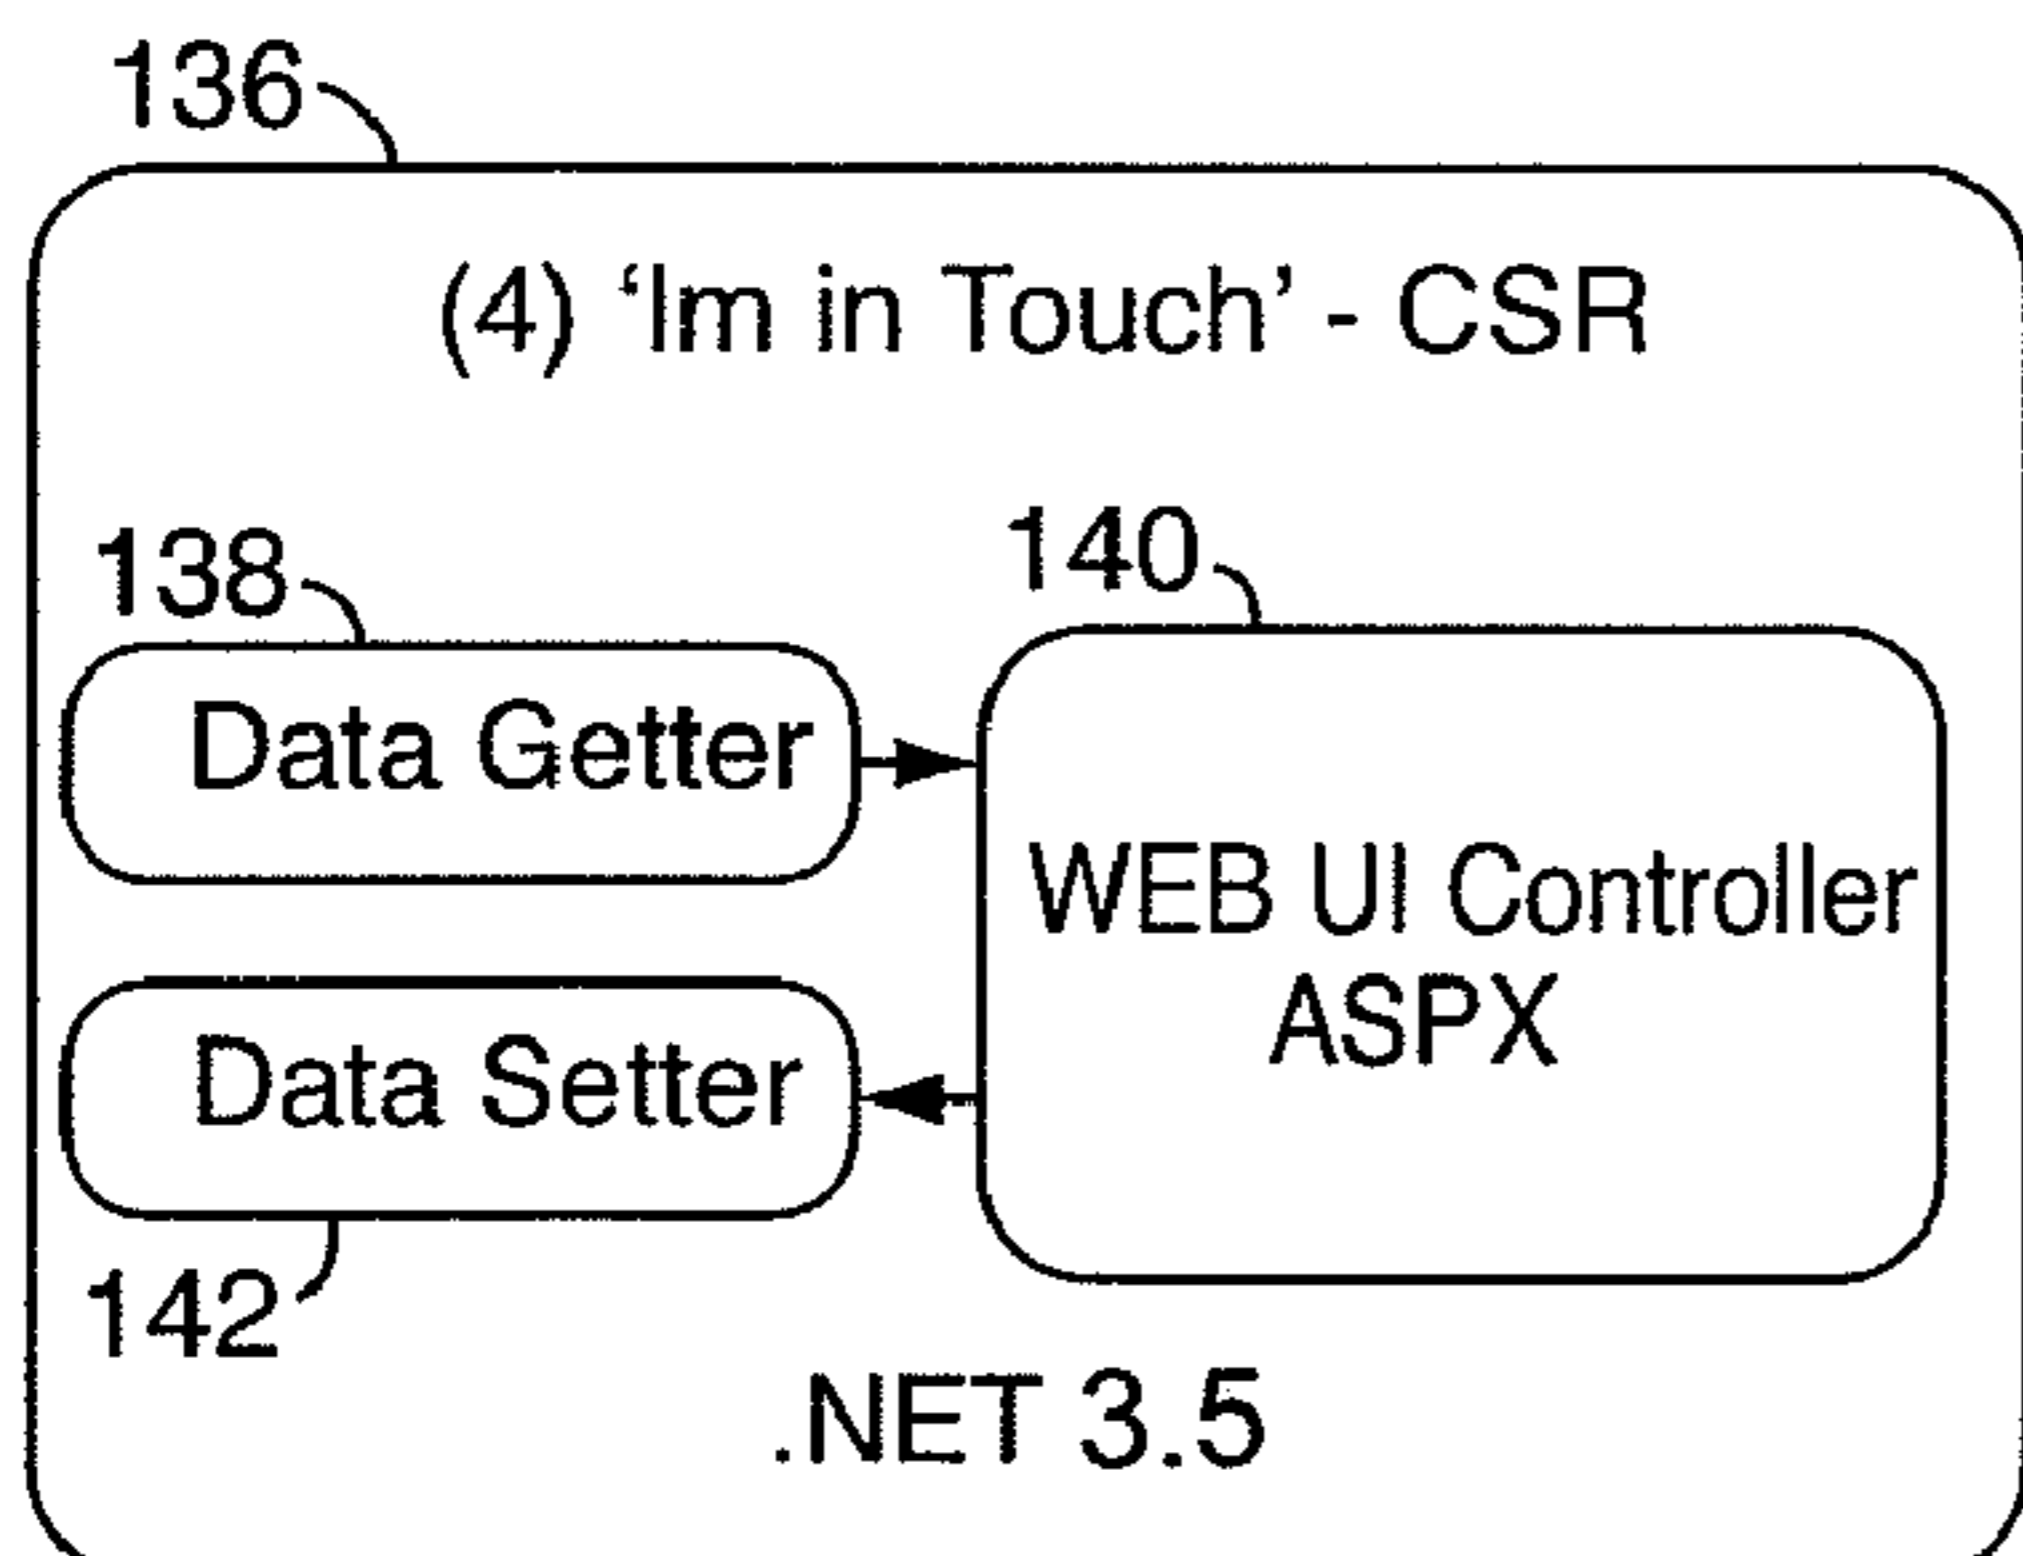 136
(4) ‘Im in Touch’ - CSR
138
140
Data Getter
WEB UI Controller
ASPX
Data Setter
142
.NET 3.5